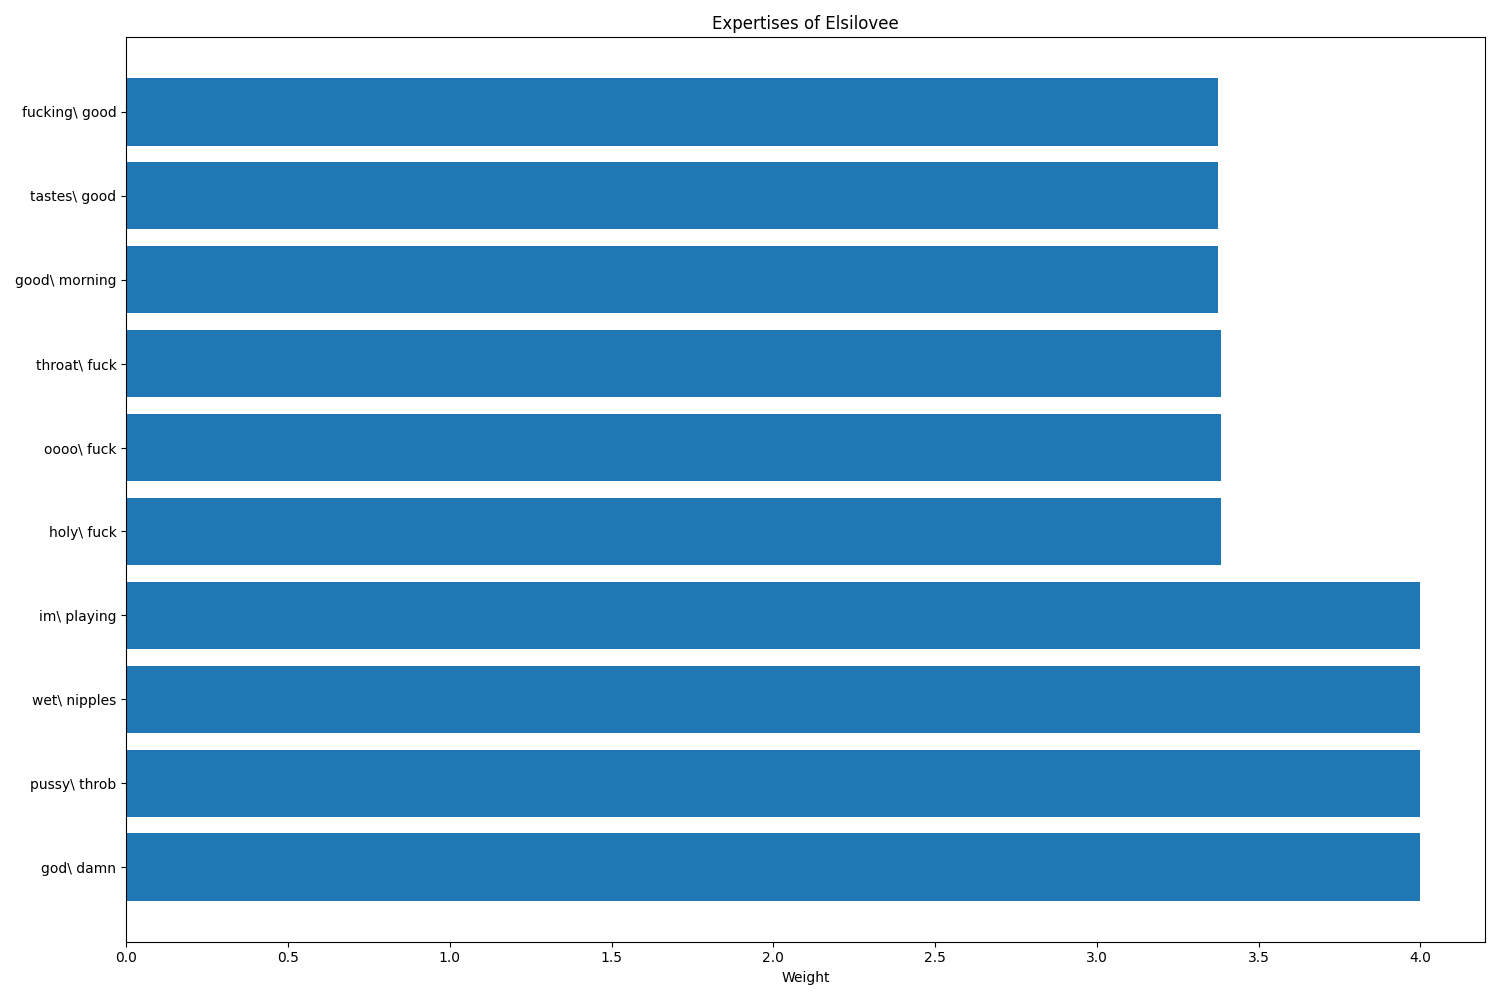 Expertises of Elsilovee
fucking\ good
tastes\ good
good\ morning
throat\ fuck
oooo\ fuck
holy\ fuck
im\ playing
wet\ nipples
pussy\ throb
god\ damn
0.0 0.5 1.0 1.5 2.0 2.5 3.0 3.5 4.0
Weight